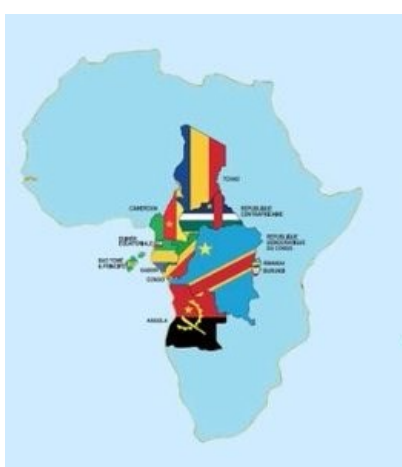 TCHAD
CAMEROUN
REPUBLIQUE
CENTRAFRICAINE
GUINEE
EQUATORIALE
REPUBLIQUE
DEMOCRATIQUE
DU CONGO
SAO TOME
& PRINCIPE
GABON
CONGO
RWANDA
BURUNDI
ANGOLA